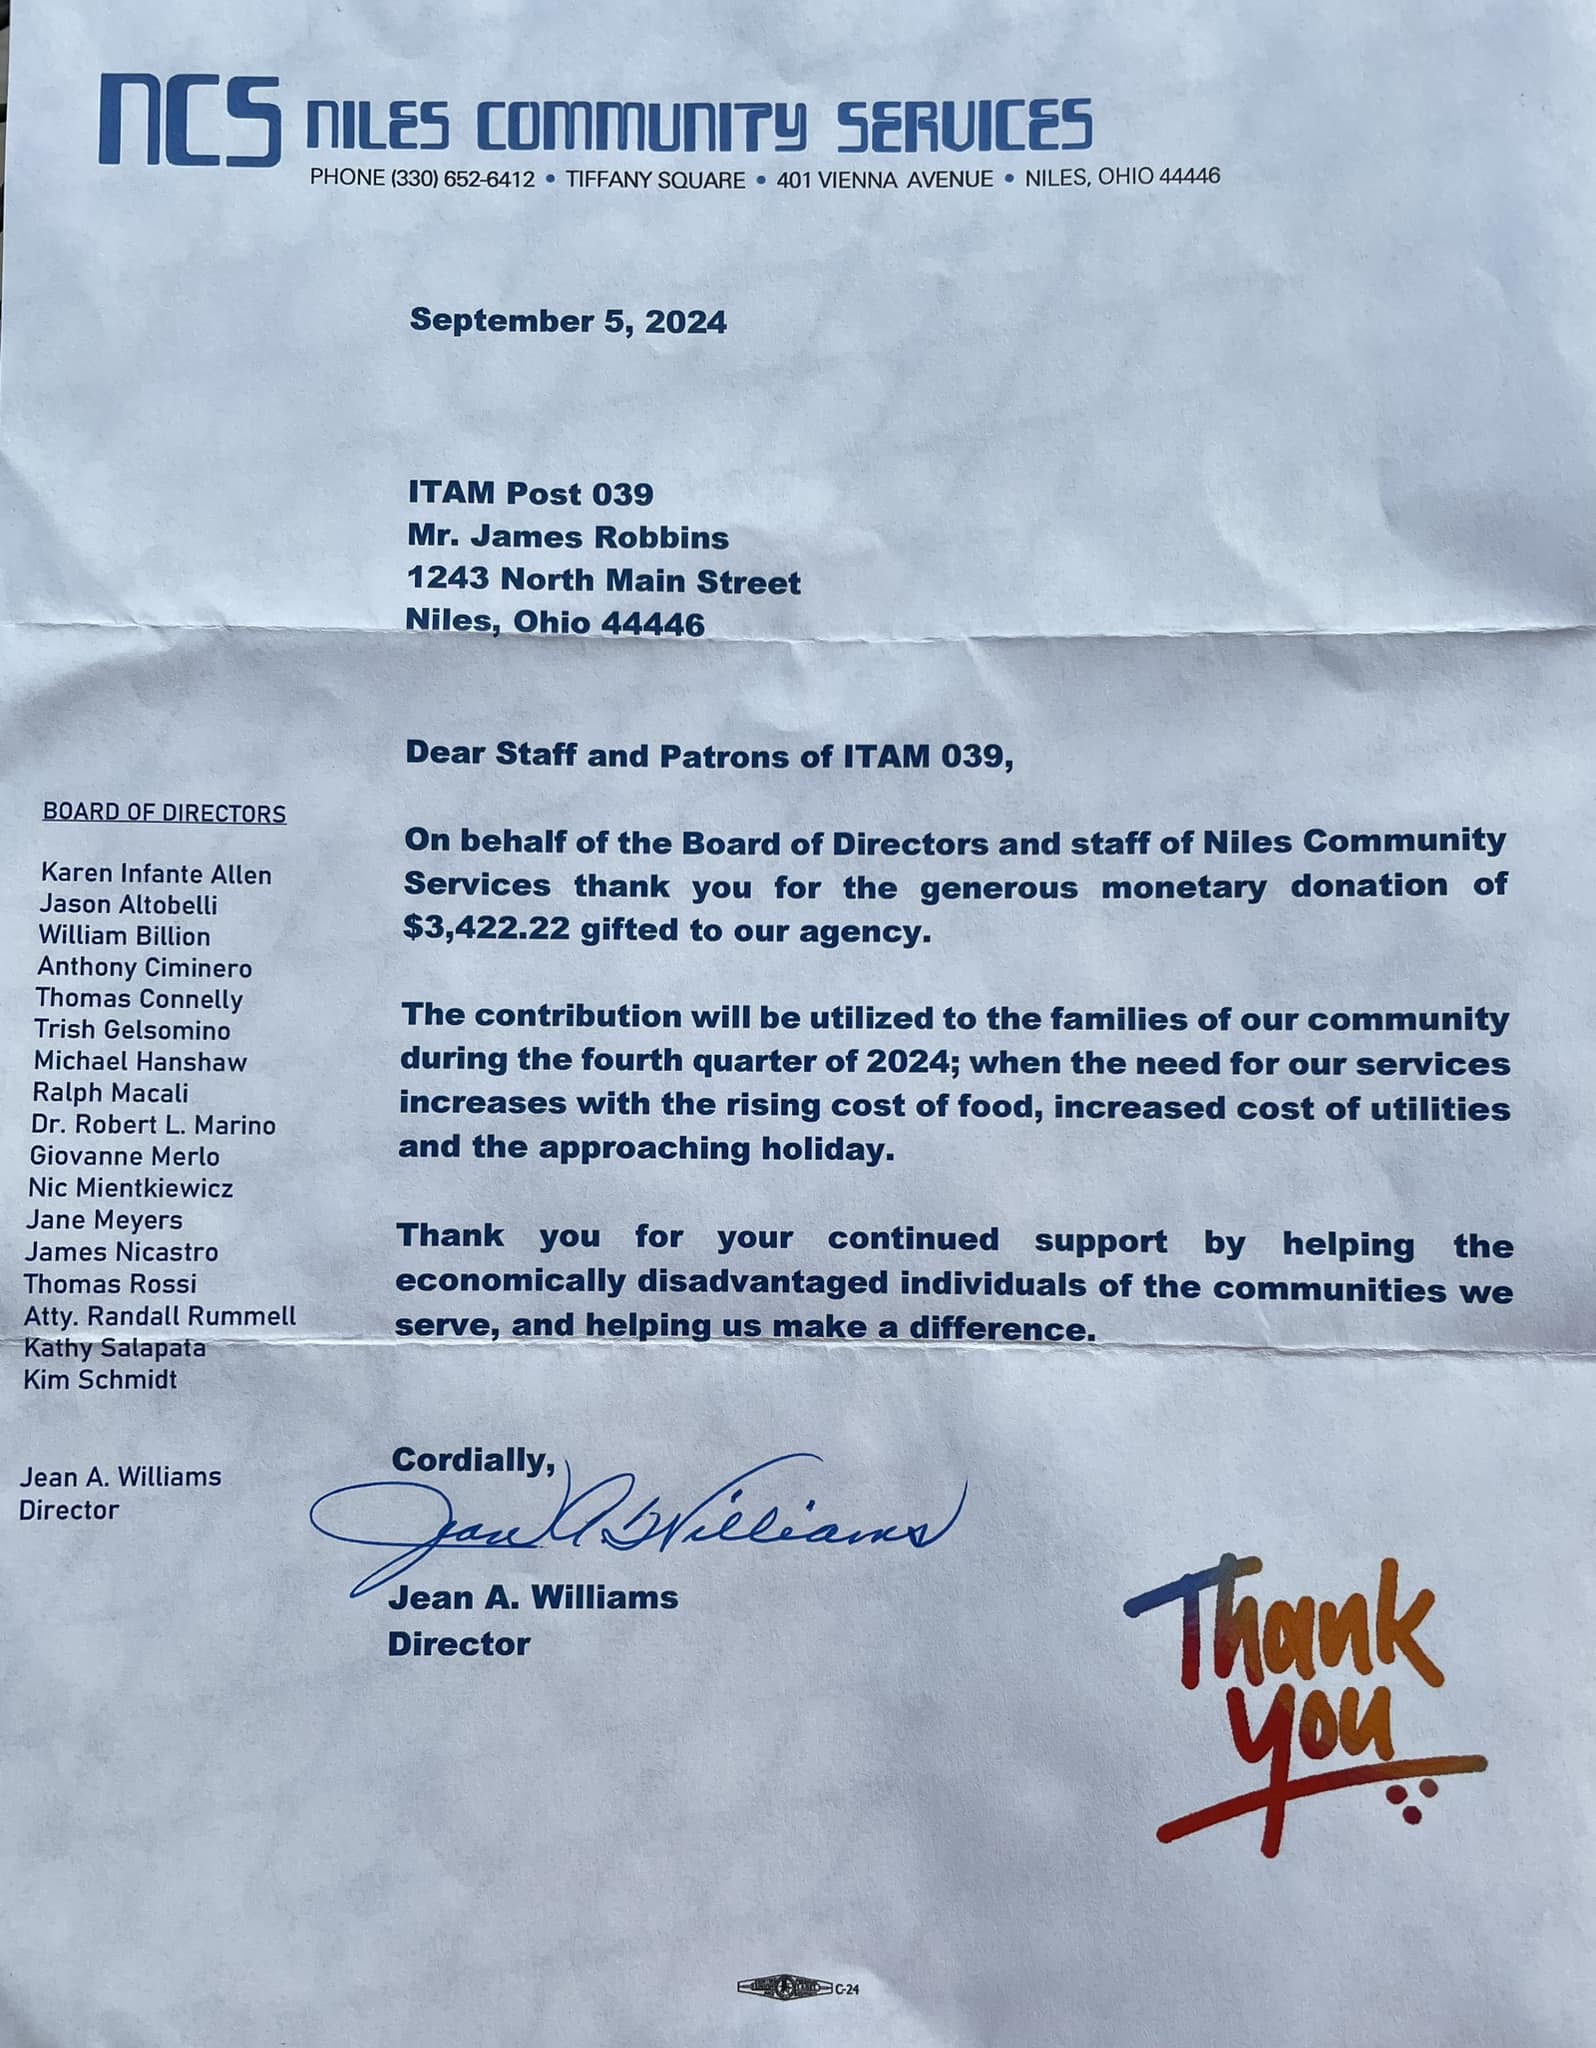 NCS NILES COMMUNITY SERVICES
PHONE (330) 652-6412 • TIFFANY SQUARE • 401 VIENNA AVENUE • NILES, OHIO 44446
September 5, 2024
ITAM Post 039
Mr. James Robbins
1243 North Main Street
Niles, Ohio 44446
Dear Staff and Patrons of ITAM 039,
On behalf of the Board of Directors and staff of Niles Community
Services thank you for the generous monetary donation of
$3,422.22 gifted to our agency.
The contribution will be utilized to the families of our community
during the fourth quarter of 2024; when the need for our services
increases with the rising cost of food, increased cost of utilities
and the approaching holiday.
Thank you for your continued support by helping the
economically disadvantaged individuals of the communities we
serve, and helping us make a difference.
Cordially,
Jean A. Williams
Jean A. Williams
Director
BOARD OF DIRECTORS
Karen Infante Allen
Jason Altobelli
William Billion
Anthony Ciminero
Thomas Connelly
Trish Gelsomino
Michael Hanshaw
Ralph Macali
Dr. Robert L. Marino
Giovanne Merlo
Nic Mientkiewicz
Jane Meyers
James Nicastro
Thomas Rossi
Atty. Randall Rummell
Kathy Salapata
Kim Schmidt
Jean A. Williams
Director
Thank
you
C-24